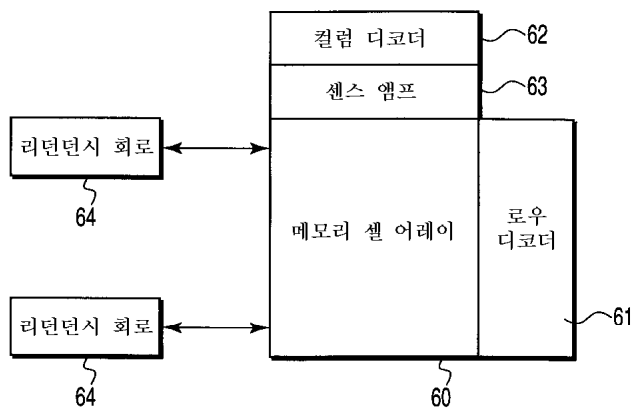 컬럼 디코더
62
센스 앰프
63
리던던시 회로
64
메모리 셀 어레이
로우
디코더
리던던시 회로
64
61
60